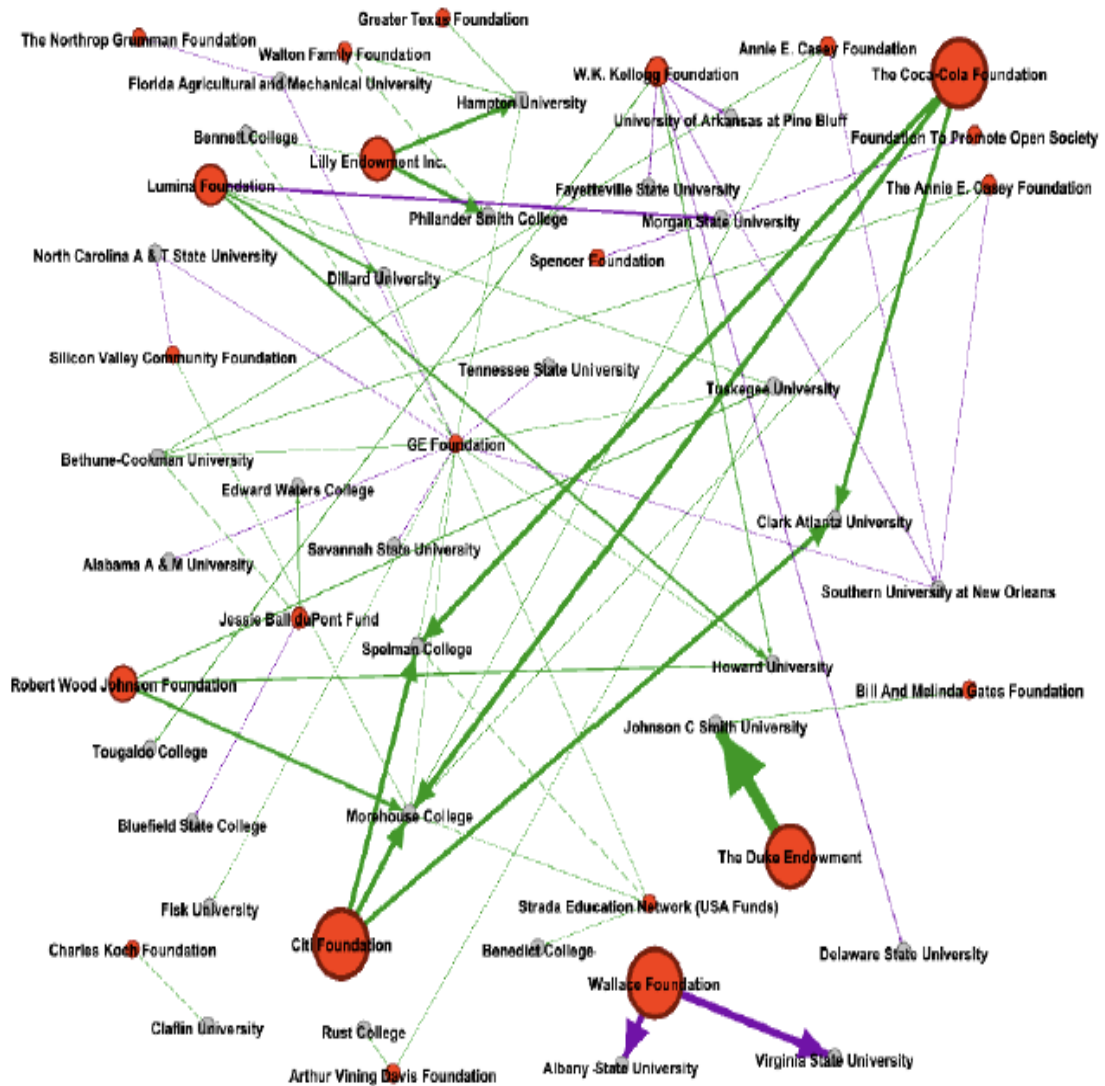 Greater Texas Foundation
The Northrop Grumman Foundation
Walton Family Foundation
Annie E. Casey Foundation
W.K. Kellogg Foundation
The Coca-Cola Foundation
Florida Agricultural and Mechanical University
Hampton University
University of Arkansas at Pine Bluff
Bennett College
Foundation To Promote Open Society
Lilly Endowment Inc.
Lumina Foundation
Fayetteville State University
The Annie E. Casey Foundation
Philander Smith College
Morgan State University
North Carolina A & T State University
Spencer Foundation
Dillard University
Silicon Valley Community Foundation
Tennessee State University
Tuskegee University
GE Foundation
Bethune-Cookman University
Edward Waters College
Clark Atlanta University
Savannah State University
Alabama A & M University
Southern University at New Orleans
Jessie Ball duPont Fund
Spelman College
Howard University
Robert Wood Johnson Foundation
Bill And Melinda Gates Foundation
Johnson C Smith University
Tougaloo College
Morehouse College
Bluefield State College
The Duke Endowment
Fisk University
Strada Education Network (USA Funds)
Citi Foundation
Charles Koch Foundation
Benedict College
Delaware State University
Wallace Foundation
Claflin University
Rust College
Albany State University
Virginia State University
Arthur Vining Davis Foundation